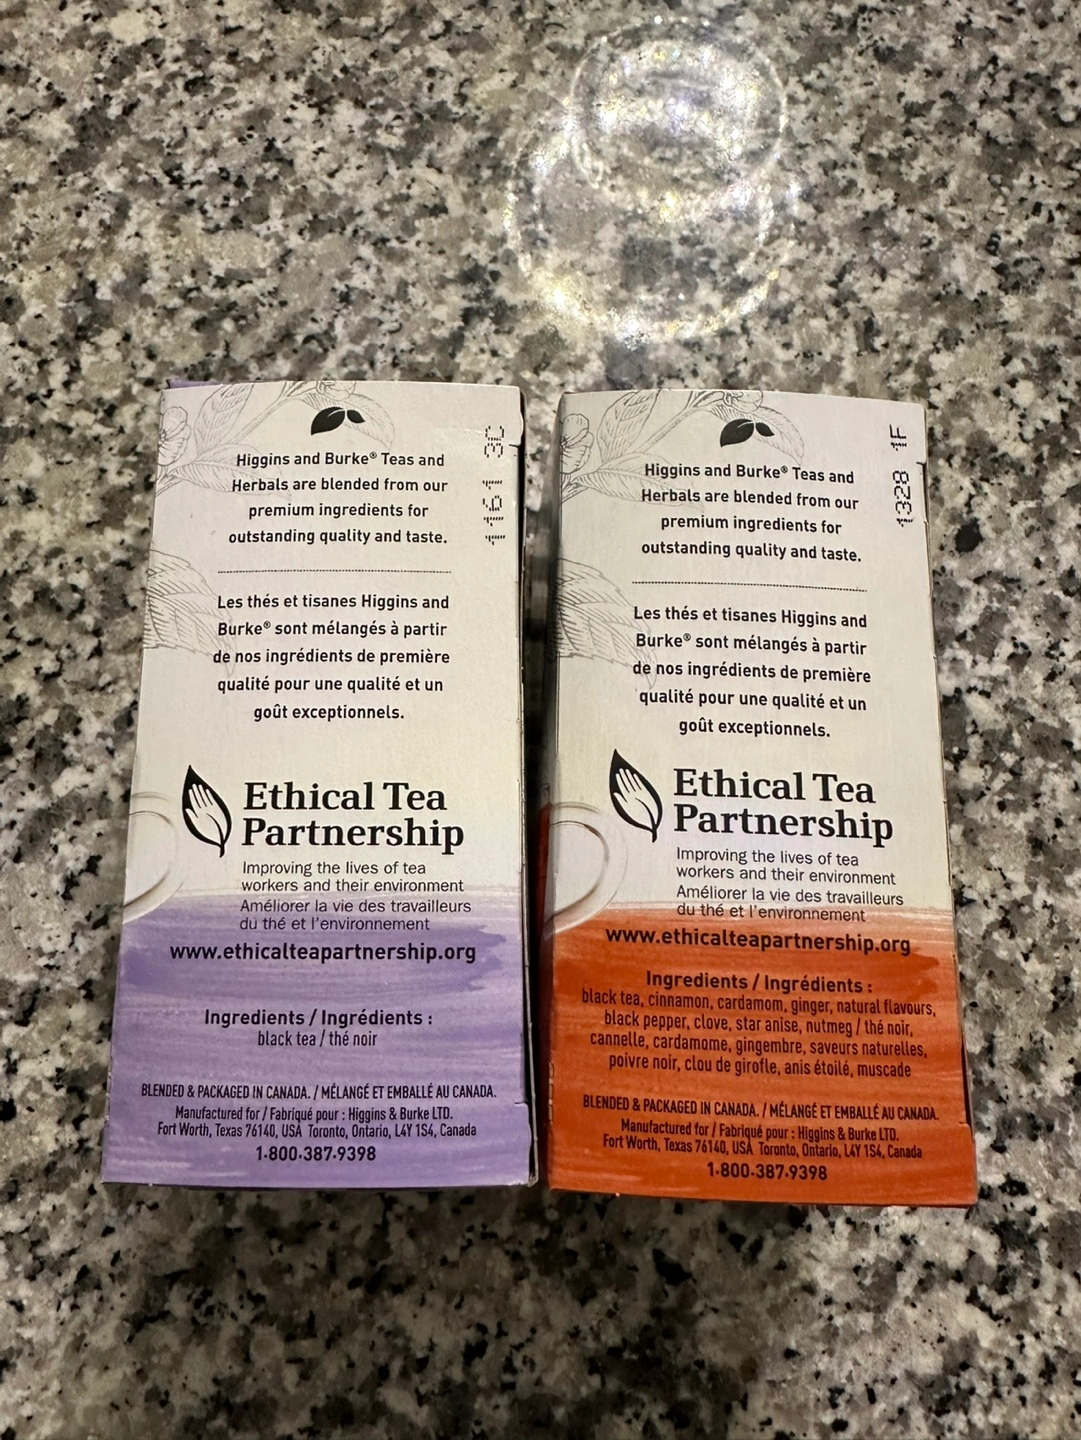 Higgins and Burke® Teas and
Herbals are blended from our
premium ingredients for
outstanding quality and taste.
1161 3C
Les thés et tisanes Higgins and
Burke® sont mélangés à partir
de nos ingrédients de première
qualité pour une qualité et un
goût exceptionnels.
Ethical Tea
Partnership
Improving the lives of tea
workers and their environment
Améliorer la vie des travailleurs
du thé et l'environnement
www.ethicalteapartnership.org
Ingredients / Ingrédients :
black tea / thé noir
BLENDED & PACKAGED IN CANADA. / MÉLANGÉ ET EMBALLÉ AU CANADA.
Manufactured for / Fabriqué pour : Higgins & Burke LTD.
Fort Worth, Texas 76140, USA Toronto, Ontario, L4Y 1S4, Canada
1-800-387-9398
Higgins and Burke® Teas and
Herbals are blended from our
premium ingredients for
outstanding quality and taste.
1328 1F
Les thés et tisanes Higgins and
Burke® sont mélangés à partir
de nos ingrédients de première
qualité pour une qualité et un
goût exceptionnels.
Ethical Tea
Partnership
Improving the lives of tea
workers and their environment
Améliorer la vie des travailleurs
du thé et l'environnement
www.ethicalteapartnership.org
Ingredients / Ingrédients :
black tea, cinnamon, cardamom, ginger, natural flavours,
black pepper, clove, star anise, nutmeg / thé noir,
cannelle, cardamome, gingembre, saveurs naturelles,
poivre noir, clou de girofle, anis étoilé, muscade
BLENDED & PACKAGED IN CANADA. / MÉLANGÉ ET EMBALLÉ AU CANADA.
Manufactured for / Fabriqué pour : Higgins & Burke LTD.
Fort Worth, Texas 76140, USA Toronto, Ontario, L4Y 1S4, Canada
1-800-387-9398